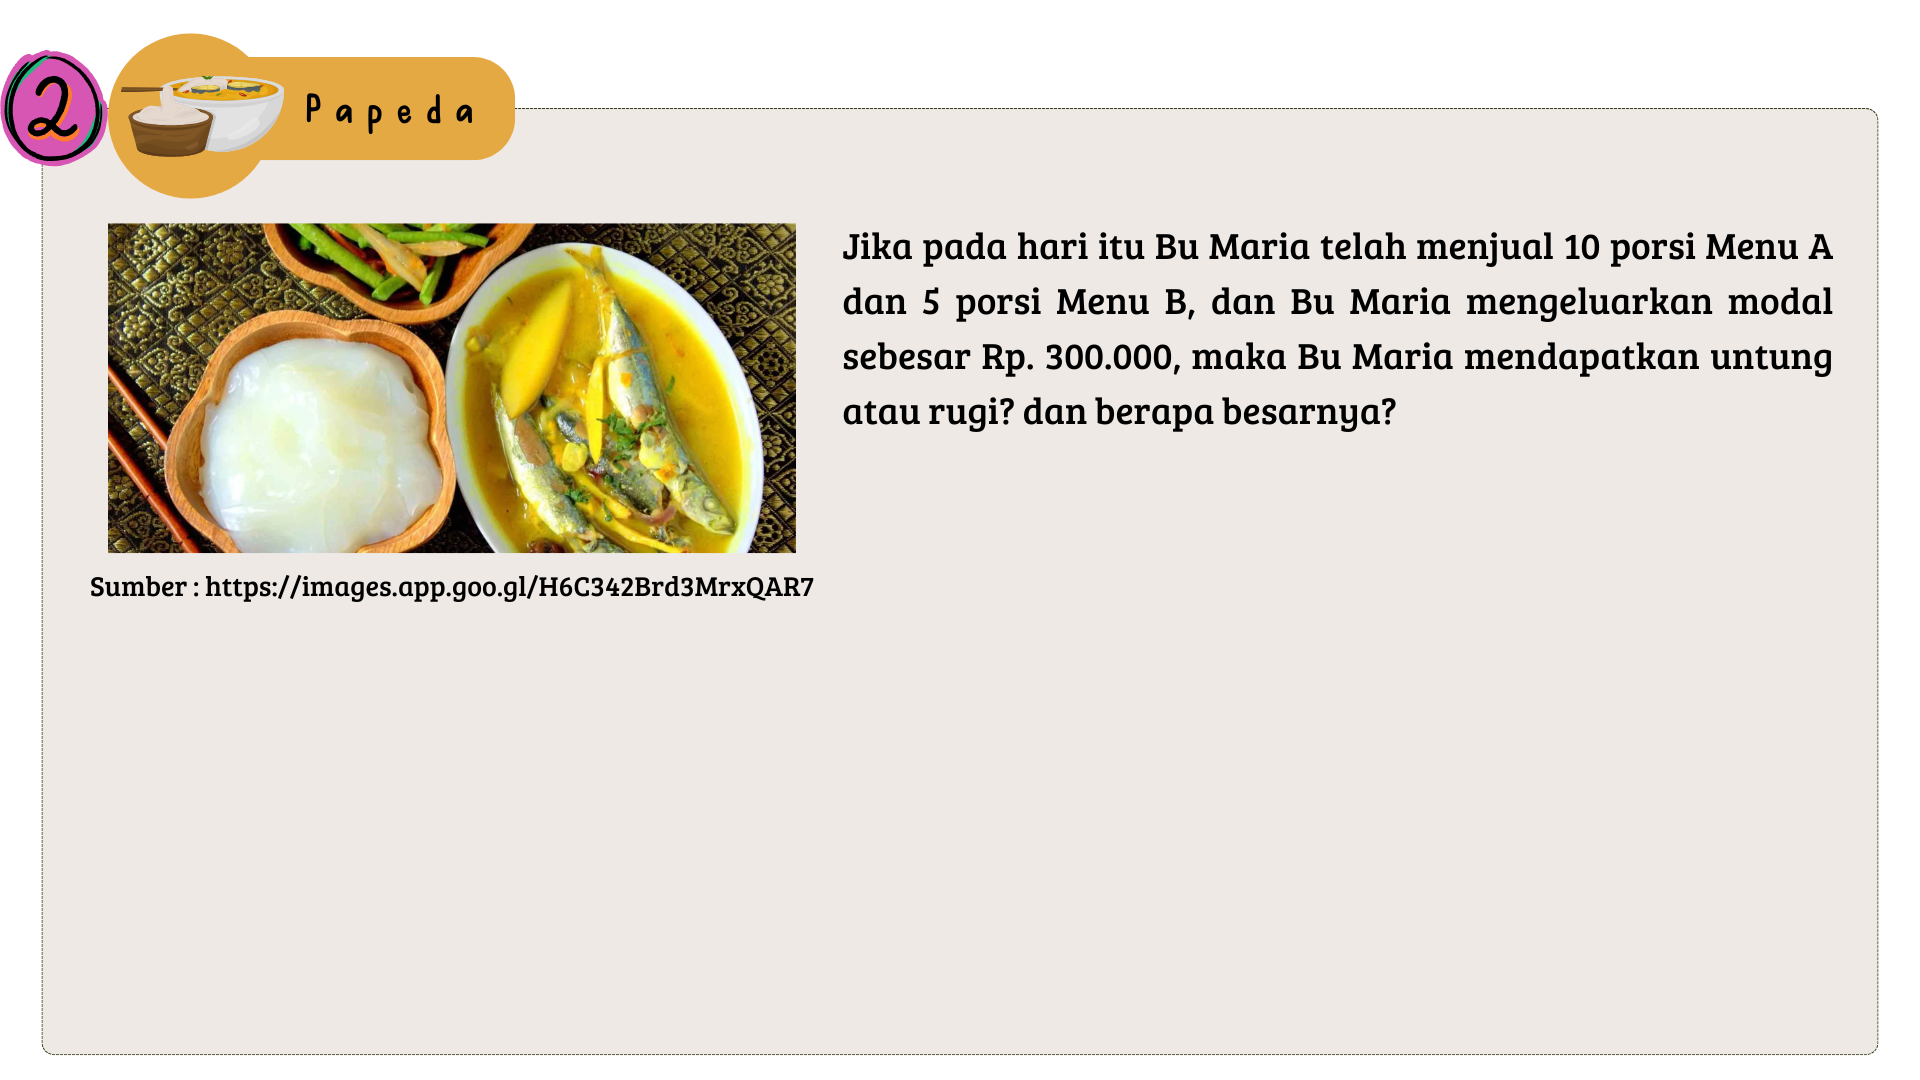 2
Papeda
Jika pada hari itu Bu Maria telah menjual 10 porsi Menu A
dan 5 porsi Menu B, dan Bu Maria mengeluarkan modal
sebesar Rp. 300.000, maka Bu Maria mendapatkan untung
atau rugi? dan berapa besarnya?
Sumber : https://images.app.goo.gl/H6C342Brd3MrxQAR7